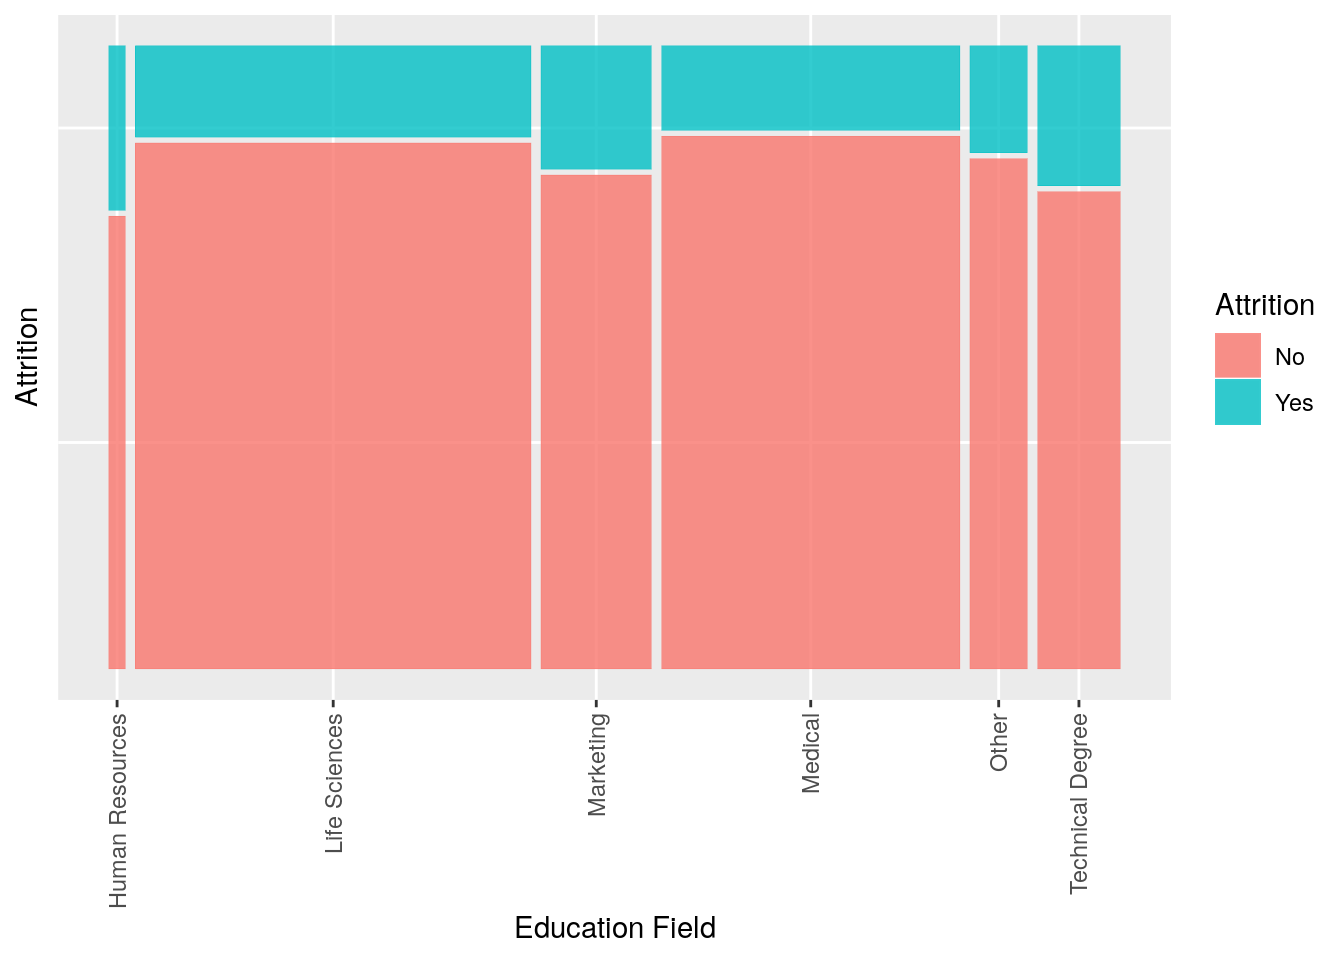 Attrition
Human Resources
Life Sciences
Marketing
Medical
Other
Technical Degree
Education Field
Attrition
No
Yes